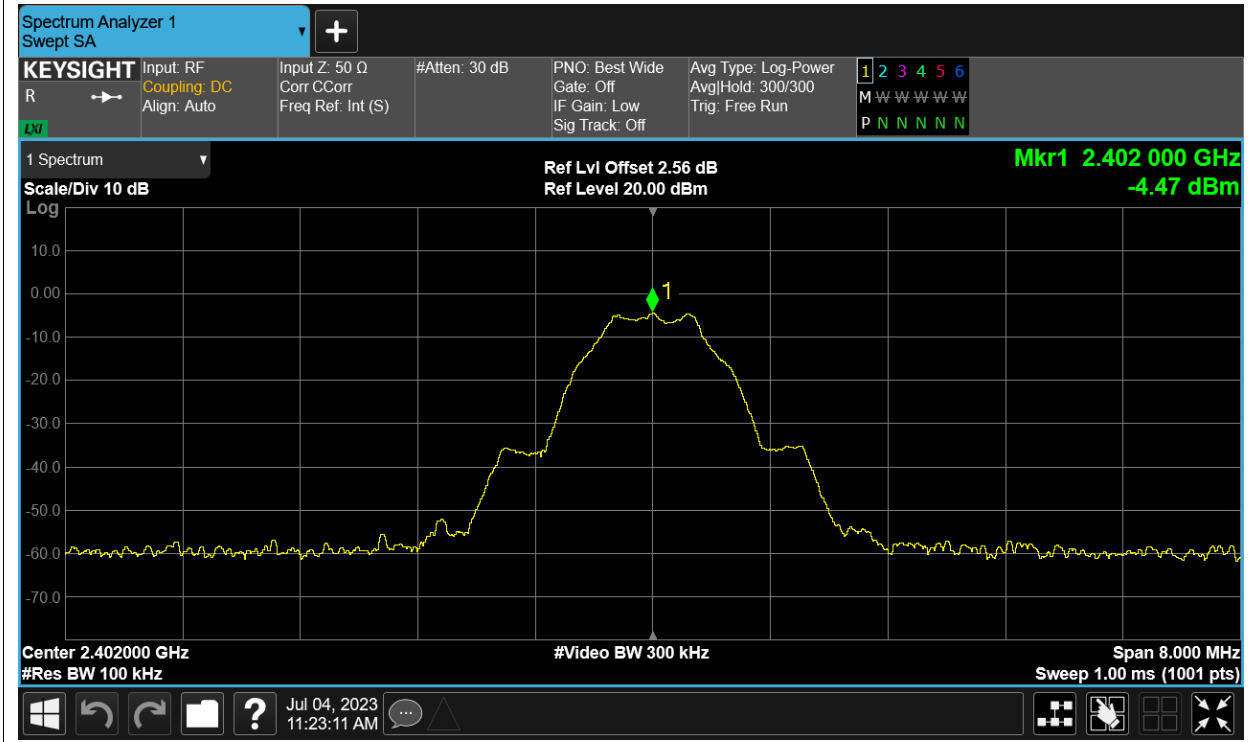 Spectrum Analyzer 1
Swept SA
KEYSIGHT
R
LXI
Input: RF
Coupling: DC
Align: Auto
Input Z: 50 Ω
Corr CCorr
Freq Ref: Int (S)
#Atten: 30 dB
PNO: Best Wide
Gate: Off
IF Gain: Low
Sig Track: Off
Avg Type: Log-Power
Avg|Hold: 300/300
Trig: Free Run
1 2 3 4 5 6
M W W W W W
P N N N N N
1 Spectrum
Scale/Div 10 dB
Ref Lvl Offset 2.56 dB
Ref Level 20.00 dBm
Mkr1 2.402 000 GHz
-4.47 dBm
Log
10.0
0.00
-10.0
-20.0
-30.0
-40.0
-50.0
-60.0
-70.0
1
Center 2.402000 GHz
#Res BW 100 kHz
#Video BW 300 kHz
Span 8.000 MHz
Sweep 1.00 ms (1001 pts)
?
Jul 04, 2023
11:23:11 AM